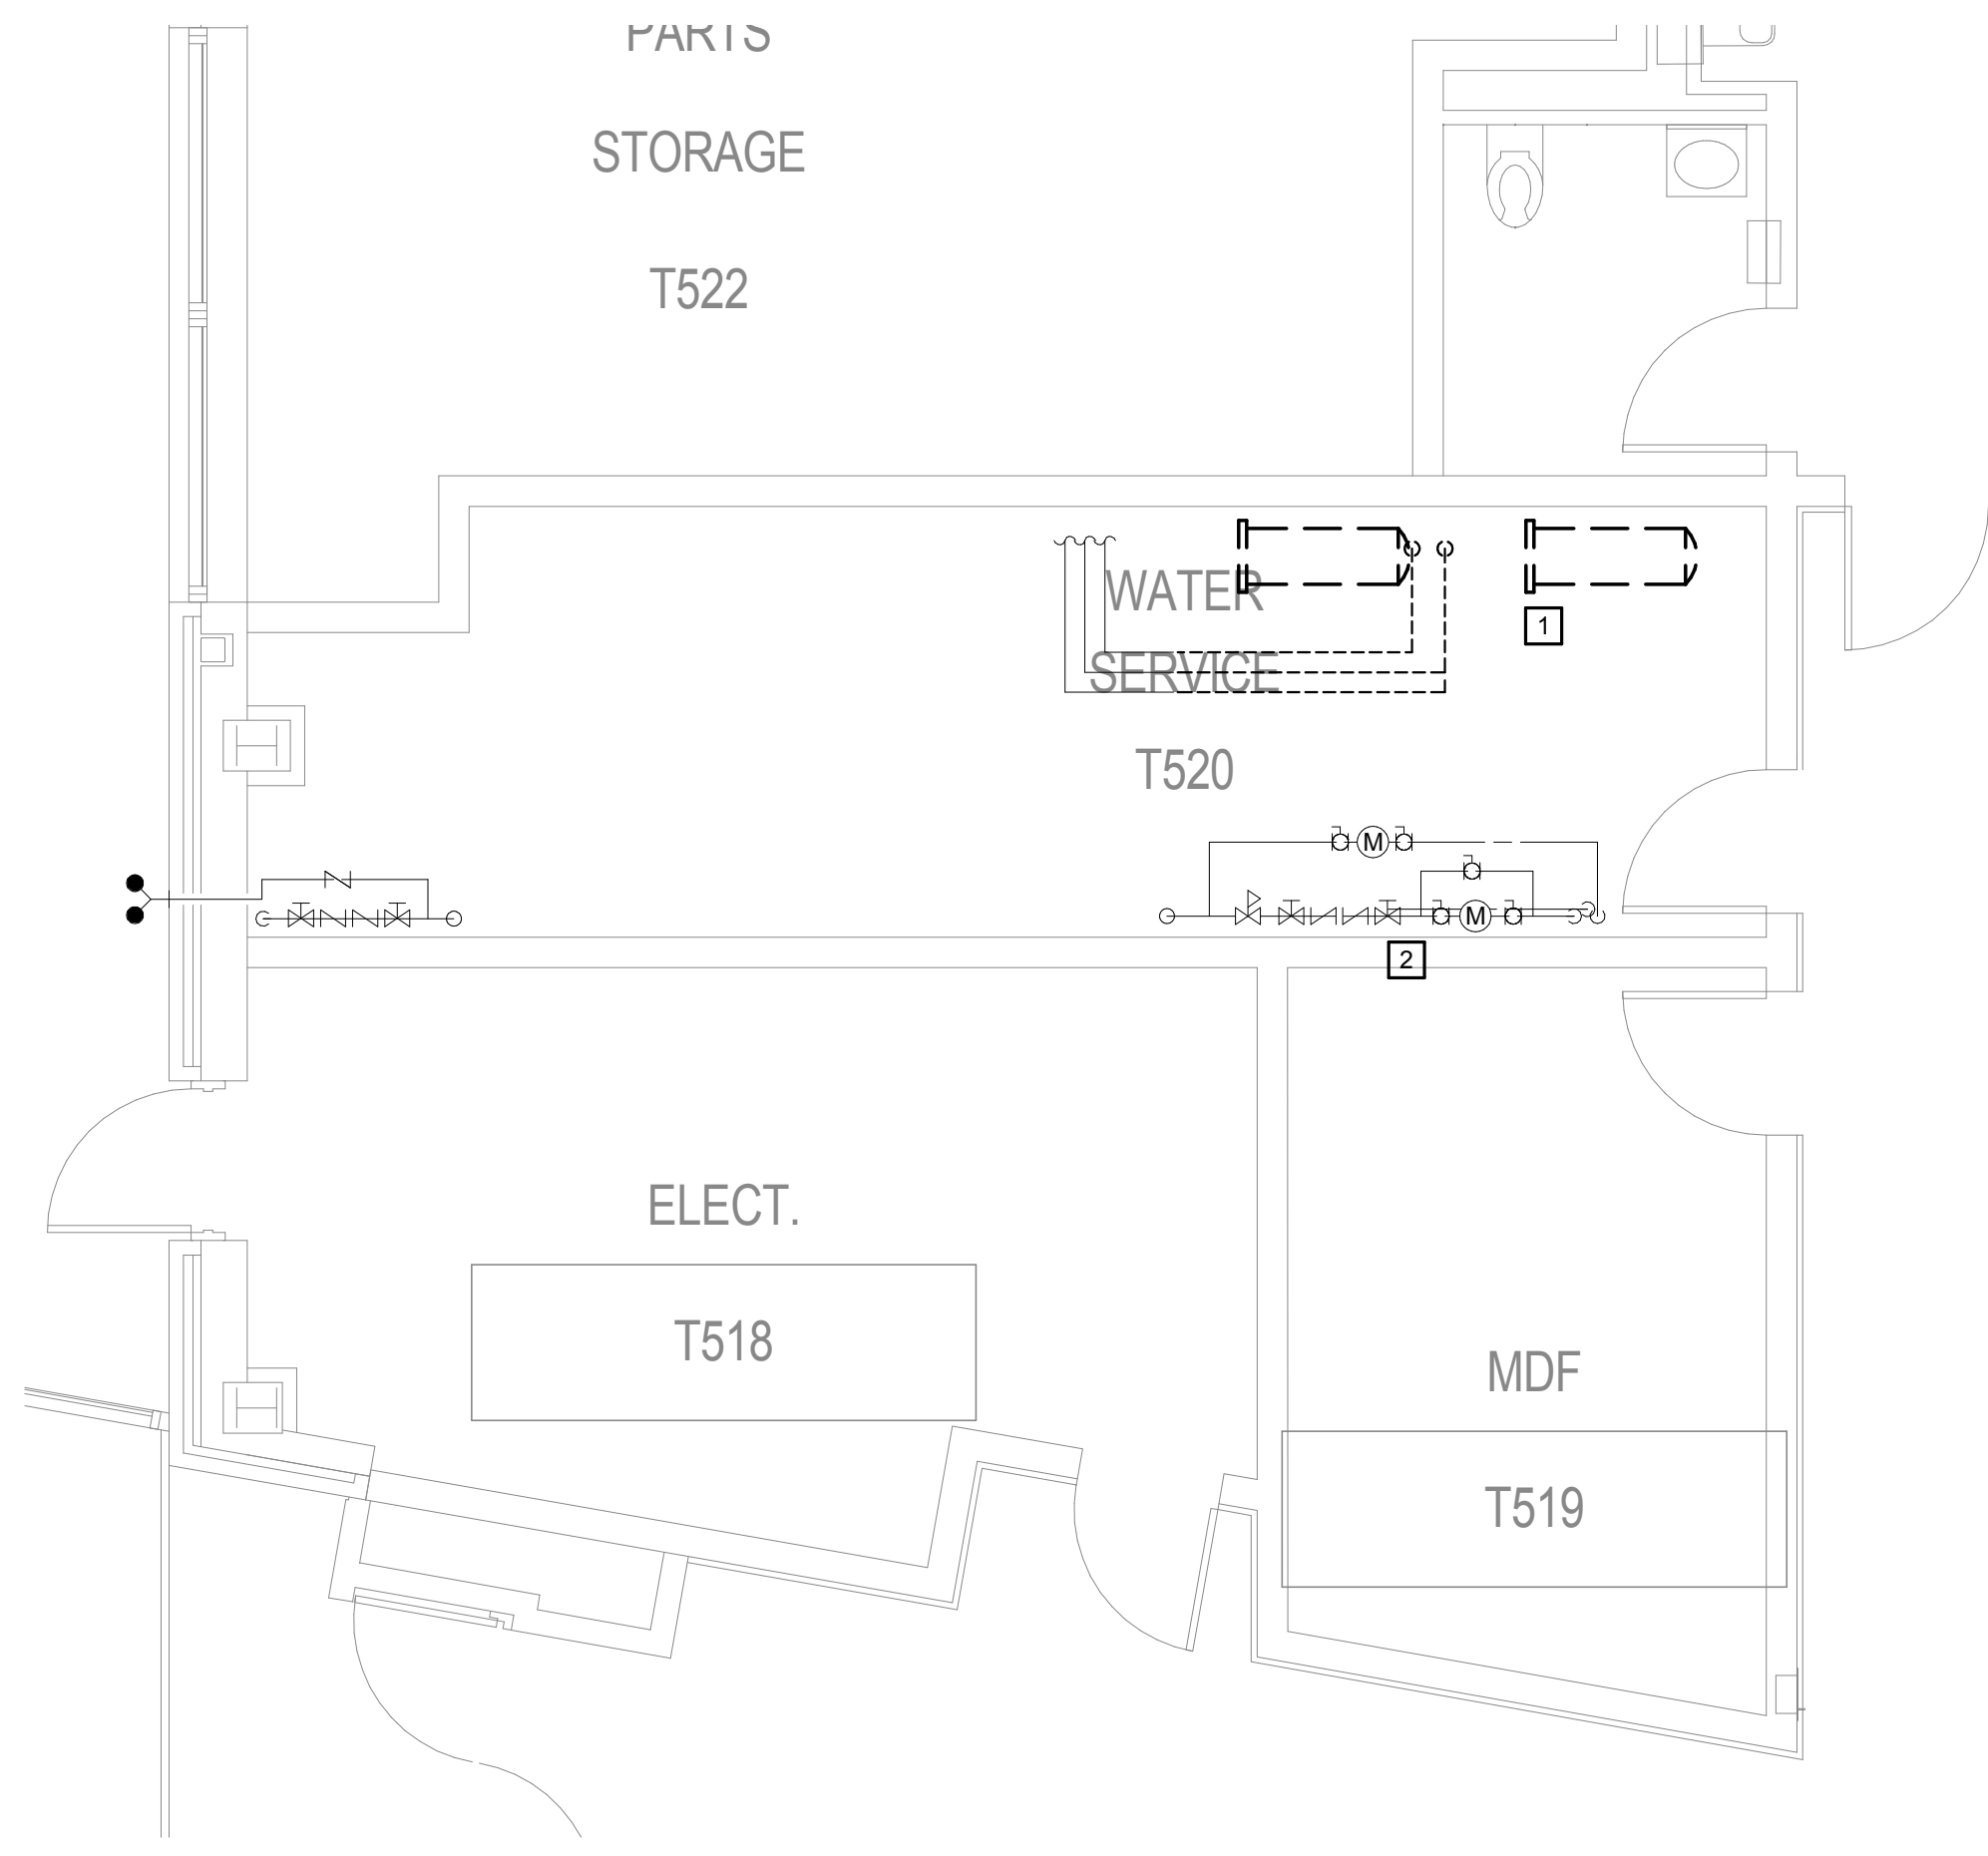 PARTS
STORAGE
T522
WATER
1
SERVICE
T520
M
M
2
ELECT.
T518
MDF
T519